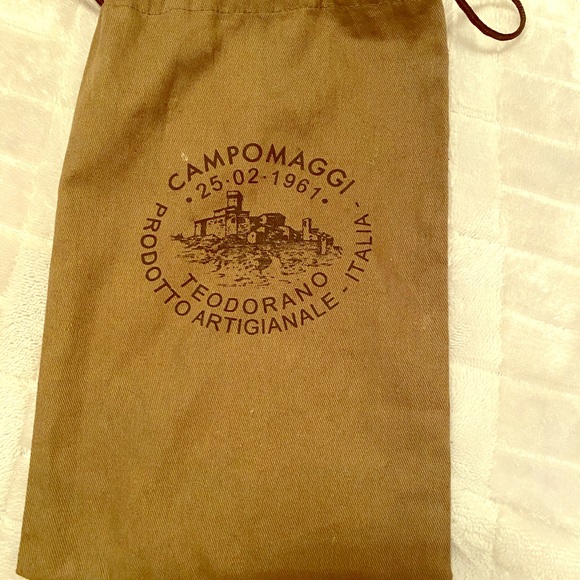 CAMPOMAGGI
• 25-02-1961 •
TEODORANO
PRODOTTO ARTIGIANALE - ITALIA -